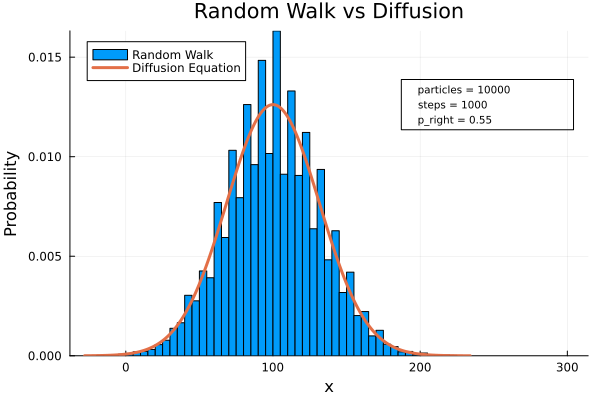 Random Walk vs Diffusion
Random Walk
Diffusion Equation
particles = 10000
steps = 1000
p_right = 0.55
Probability
0.015
0.010
0.005
0.000
0
100
200
300
x